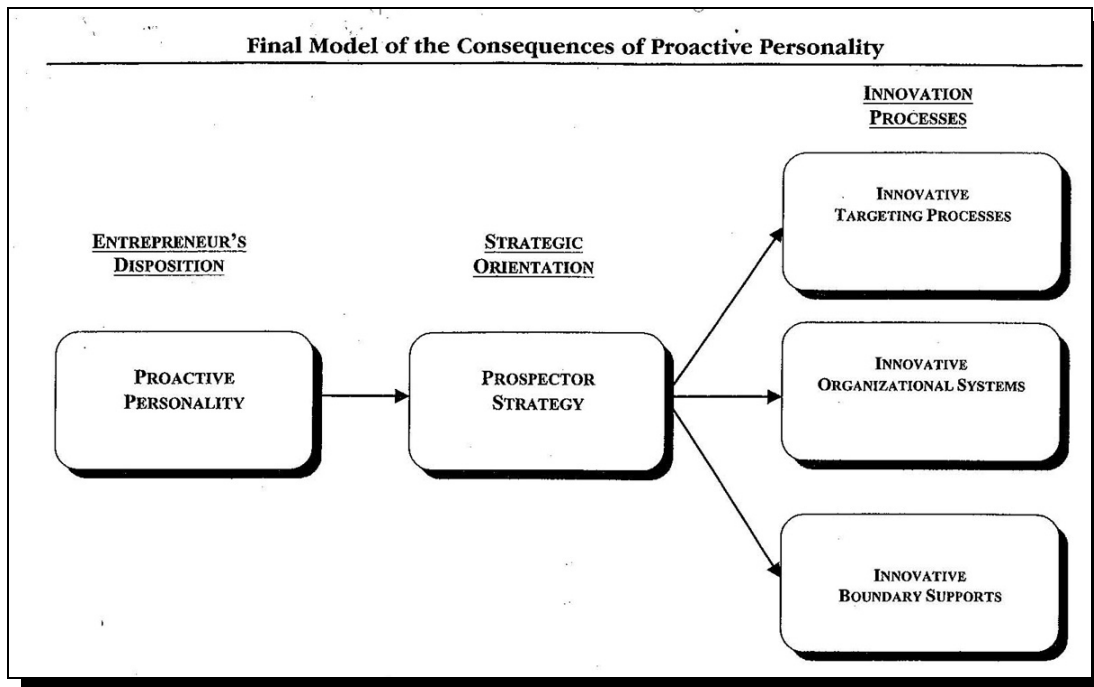 Final Model of the Consequences of Proactive Personality
INNOVATION
PROCESSES
INNOVATIVE
TARGETING PROCESSES
ENTREPRENEUR'S
DISPOSITION
STRATEGIC
ORIENTATION
PROACTIVE
PERSONALITY
PROSPECTOR
STRATEGY
INNOVATIVE
ORGANIZATIONAL SYSTEMS
INNOVATIVE
BOUNDARY SUPPORTS